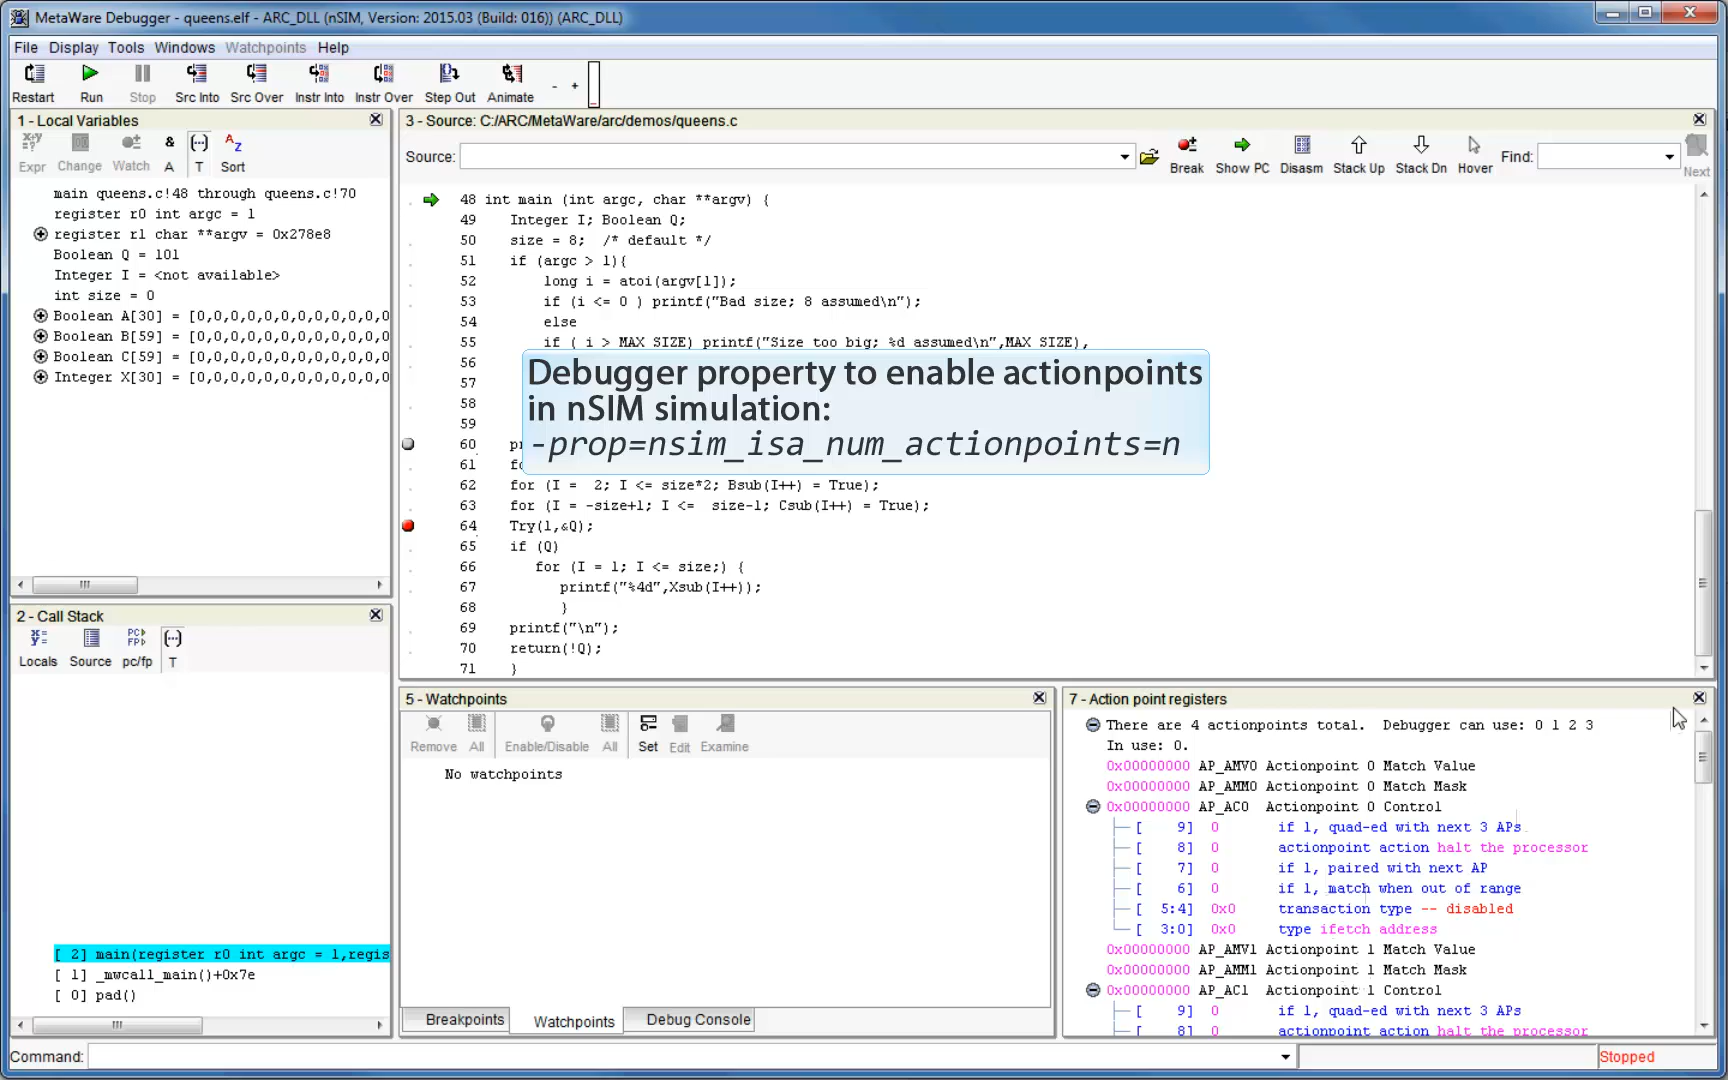 MetaWare Debugger - queens.elf - ARC_DLL (nSIM, Version: 2015.03 (Build: 016)) (ARC_DLL)
File Display Tools Windows Watchpoints Help
Restart Run Stop Src Into Src Over Instr Into Instr Over Step Out Animate - +
1 - Local Variables
Expr Change Watch A T Sort
main queens.c!48 through queens.c!70
register r0 int argc = 1
register r1 char **argv = 0x278e8
Boolean Q = 101
Integer I = <not available>
int size = 0
Boolean A[30] = [0,0,0,0,0,0,0,0,0,0,0,0
Boolean B[59] = [0,0,0,0,0,0,0,0,0,0,0,0
Boolean C[59] = [0,0,0,0,0,0,0,0,0,0,0,0
Integer X[30] = [0,0,0,0,0,0,0,0,0,0,0,0
2 - Call Stack
Locals Source pc/fp T
[ 2] main(register r0 int argc = 1,regis
[ 1] _mwcall_main()+0x7e
[ 0] pad()
3 - Source: C:/ARC/MetaWare/arc/demos/queens.c
Source: Break Show PC Disasm Stack Up Stack Dn Hover Find: Next
48 int main (int argc, char **argv) {
49 Integer I; Boolean Q;
50 size = 8; /* default */
51 if (argc > 1){
52 long i = atoi(argv[1]);
53 if (i <= 0 ) printf("Bad size; 8 assumed\n");
54 else
55 if ( i > MAX_SIZE) printf("Size too big; %d assumed\n",MAX_SIZE),
56
57
58
59
60 p
61 fo
62 for (I = 2; I <= size*2; Bsub(I++) = True);
63 for (I = -size+1; I <= size-1; Csub(I++) = True);
64 Try(1,&Q);
65 if (Q)
66 for (I = 1; I <= size;) {
67 printf("%4d",Xsub(I++));
68 }
69 printf("\n");
70 return(!Q);
71 }
Debugger property to enable actionpoints
in nSIM simulation:
-prop=nsim_isa_num_actionpoints=n
5 - Watchpoints
Remove All Enable/Disable All Set Edit Examine
No watchpoints
Breakpoints Watchpoints Debug Console
7 - Action point registers
There are 4 actionpoints total. Debugger can use: 0 1 2 3
In use: 0.
0x00000000 AP_AMV0 Actionpoint 0 Match Value
0x00000000 AP_AMM0 Actionpoint 0 Match Mask
0x00000000 AP_AC0 Actionpoint 0 Control
[ 9] 0 if 1, quad-ed with next 3 APs
[ 8] 0 actionpoint action halt the processor
[ 7] 0 if 1, paired with next AP
[ 6] 0 if 1, match when out of range
[ 5:4] 0x0 transaction type -- disabled
[ 3:0] 0x0 type ifetch address
0x00000000 AP_AMV1 Actionpoint 1 Match Value
0x00000000 AP_AMM1 Actionpoint 1 Match Mask
0x00000000 AP_AC1 Actionpoint 1 Control
[ 9] 0 if 1, quad-ed with next 3 APs
[ 8] 0 actionpoint action halt the processor
Command: Stopped